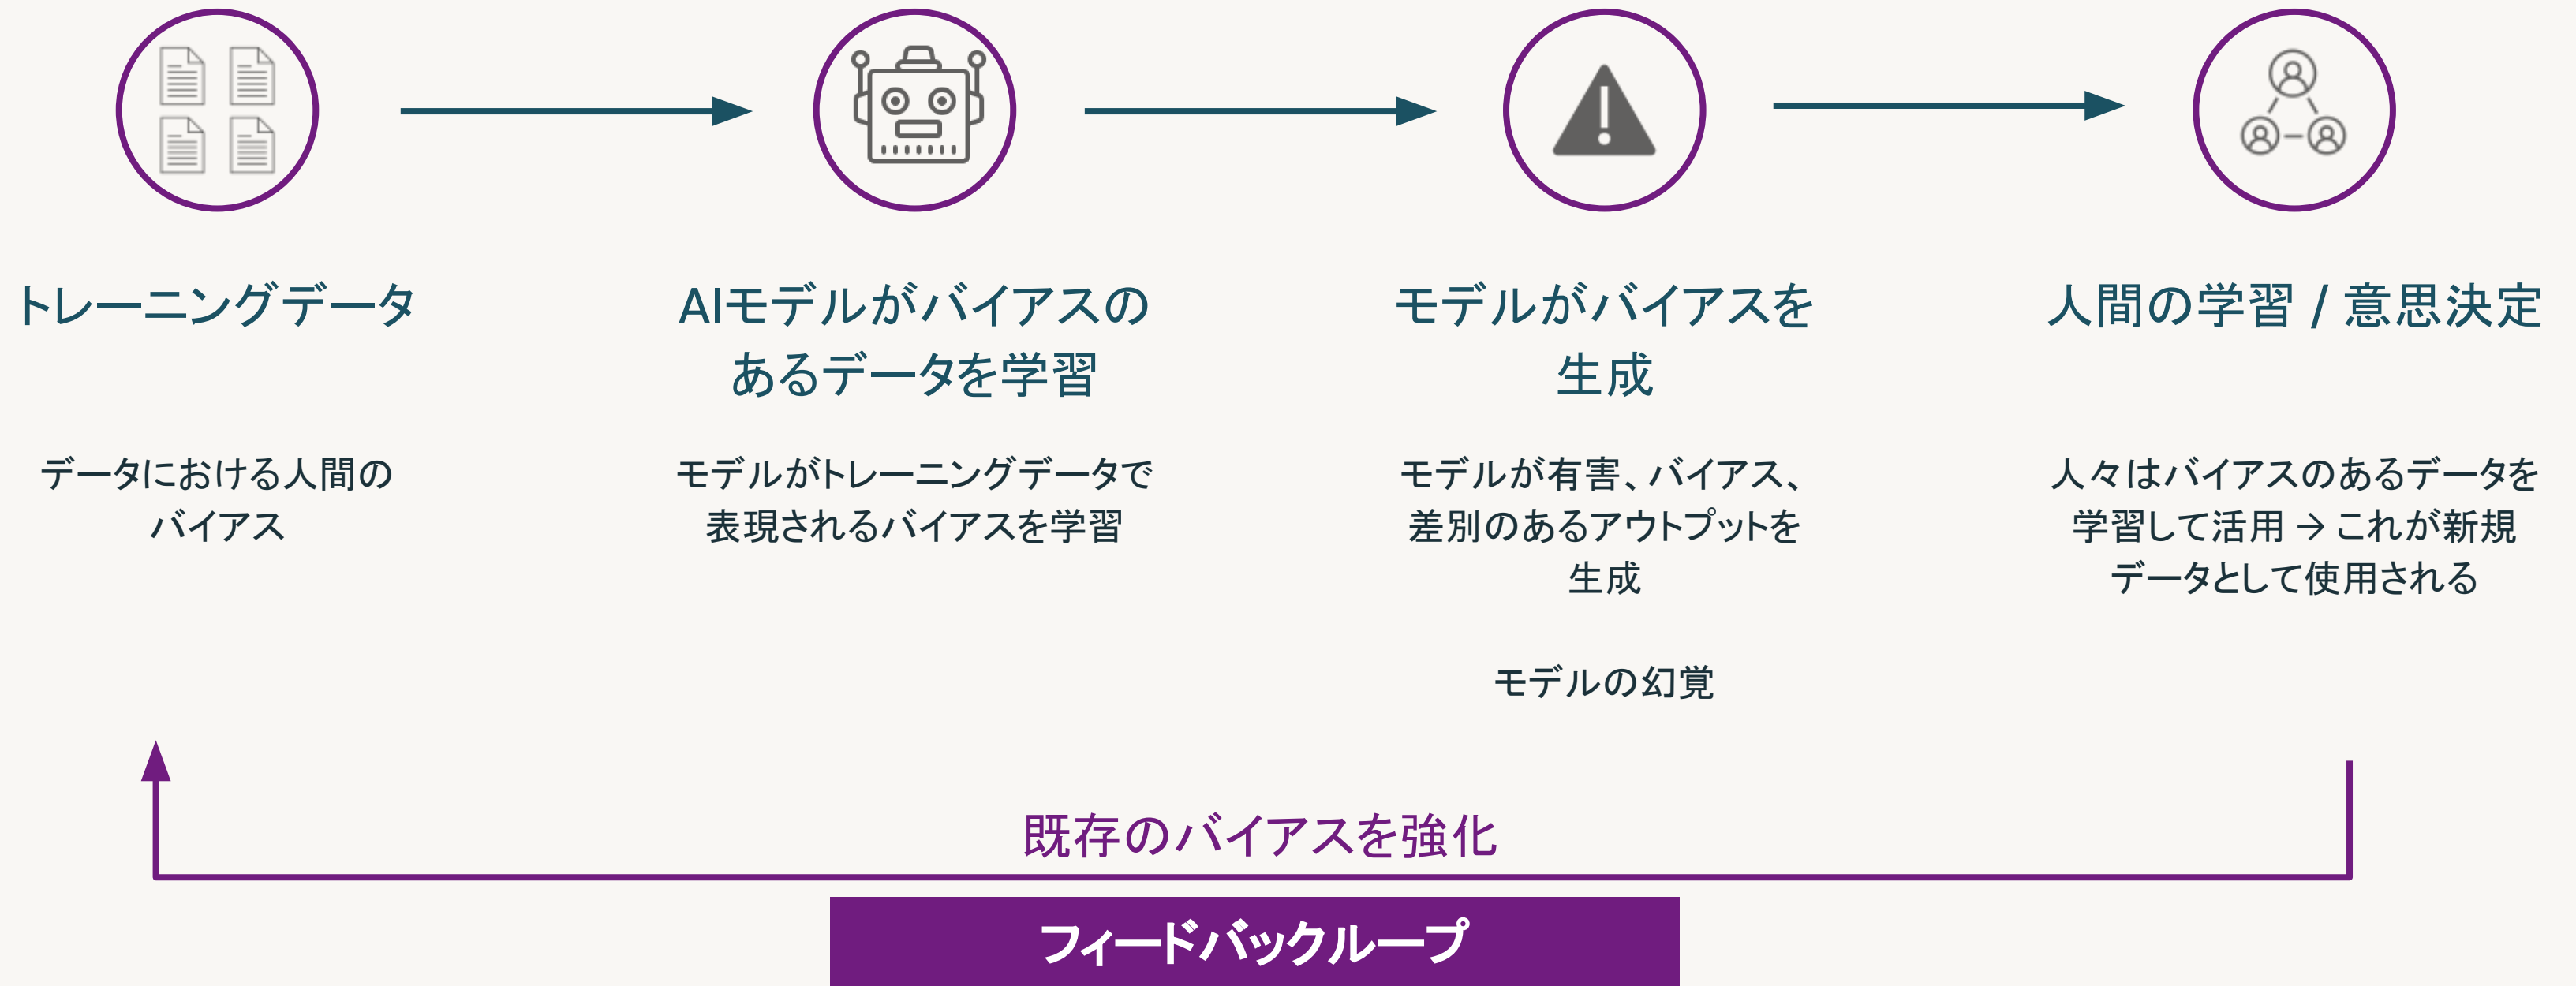 トレーニングデータ
データにおける人間の
バイアス
AIモデルがバイアスの
あるデータを学習
モデルがトレーニングデータで
表現されるバイアスを学習
モデルがバイアスを
生成
モデルが有害、バイアス、
差別のあるアウトプットを
生成
モデルの幻覚
人間の学習 / 意思決定
人々はバイアスのあるデータを
学習して活用 → これが新規
データとして使用される
既存のバイアスを強化
フィードバックループ